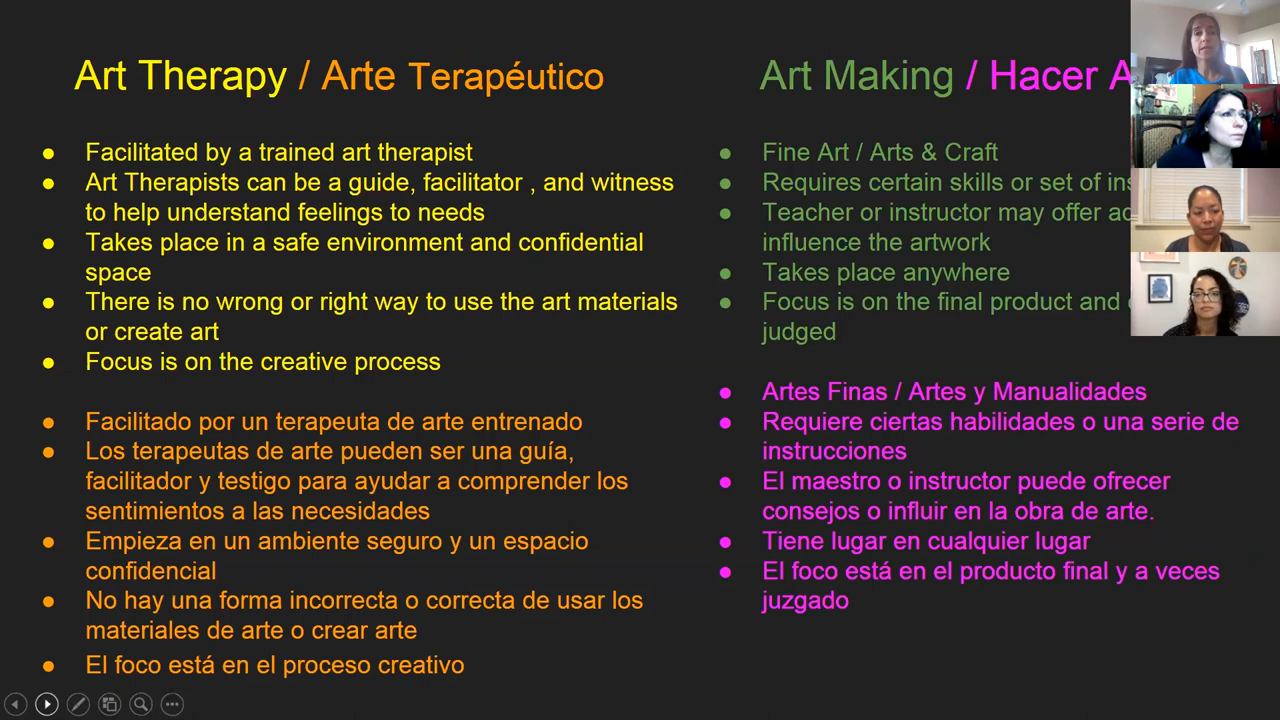 Art Therapy / Arte Terapéutico
● Facilitated by a trained art therapist
● Art Therapists can be a guide, facilitator , and witness
to help understand feelings to needs
● Takes place in a safe environment and confidential
space
● There is no wrong or right way to use the art materials
or create art
● Focus is on the creative process
● Facilitado por un terapeuta de arte entrenado
● Los terapeutas de arte pueden ser una guía,
facilitador y testigo para ayudar a comprender los
sentimientos a las necesidades
● Empieza en un ambiente seguro y un espacio
confidencial
● No hay una forma incorrecta o correcta de usar los
materiales de arte o crear arte
● El foco está en el proceso creativo
Art Making / Hacer
● Fine Art / Arts & Craft
● Requires certain skills or set of
● Teacher or instructor may offer
influence the artwork
● Takes place anywhere
● Focus is on the final product and
judged
● Artes Finas / Artes y Manualidades
● Requiere ciertas habilidades o una serie de
instrucciones
● El maestro o instructor puede ofrecer
consejos o influir en la obra de arte.
● Tiene lugar en cualquier lugar
● El foco está en el producto final y a veces
juzgado